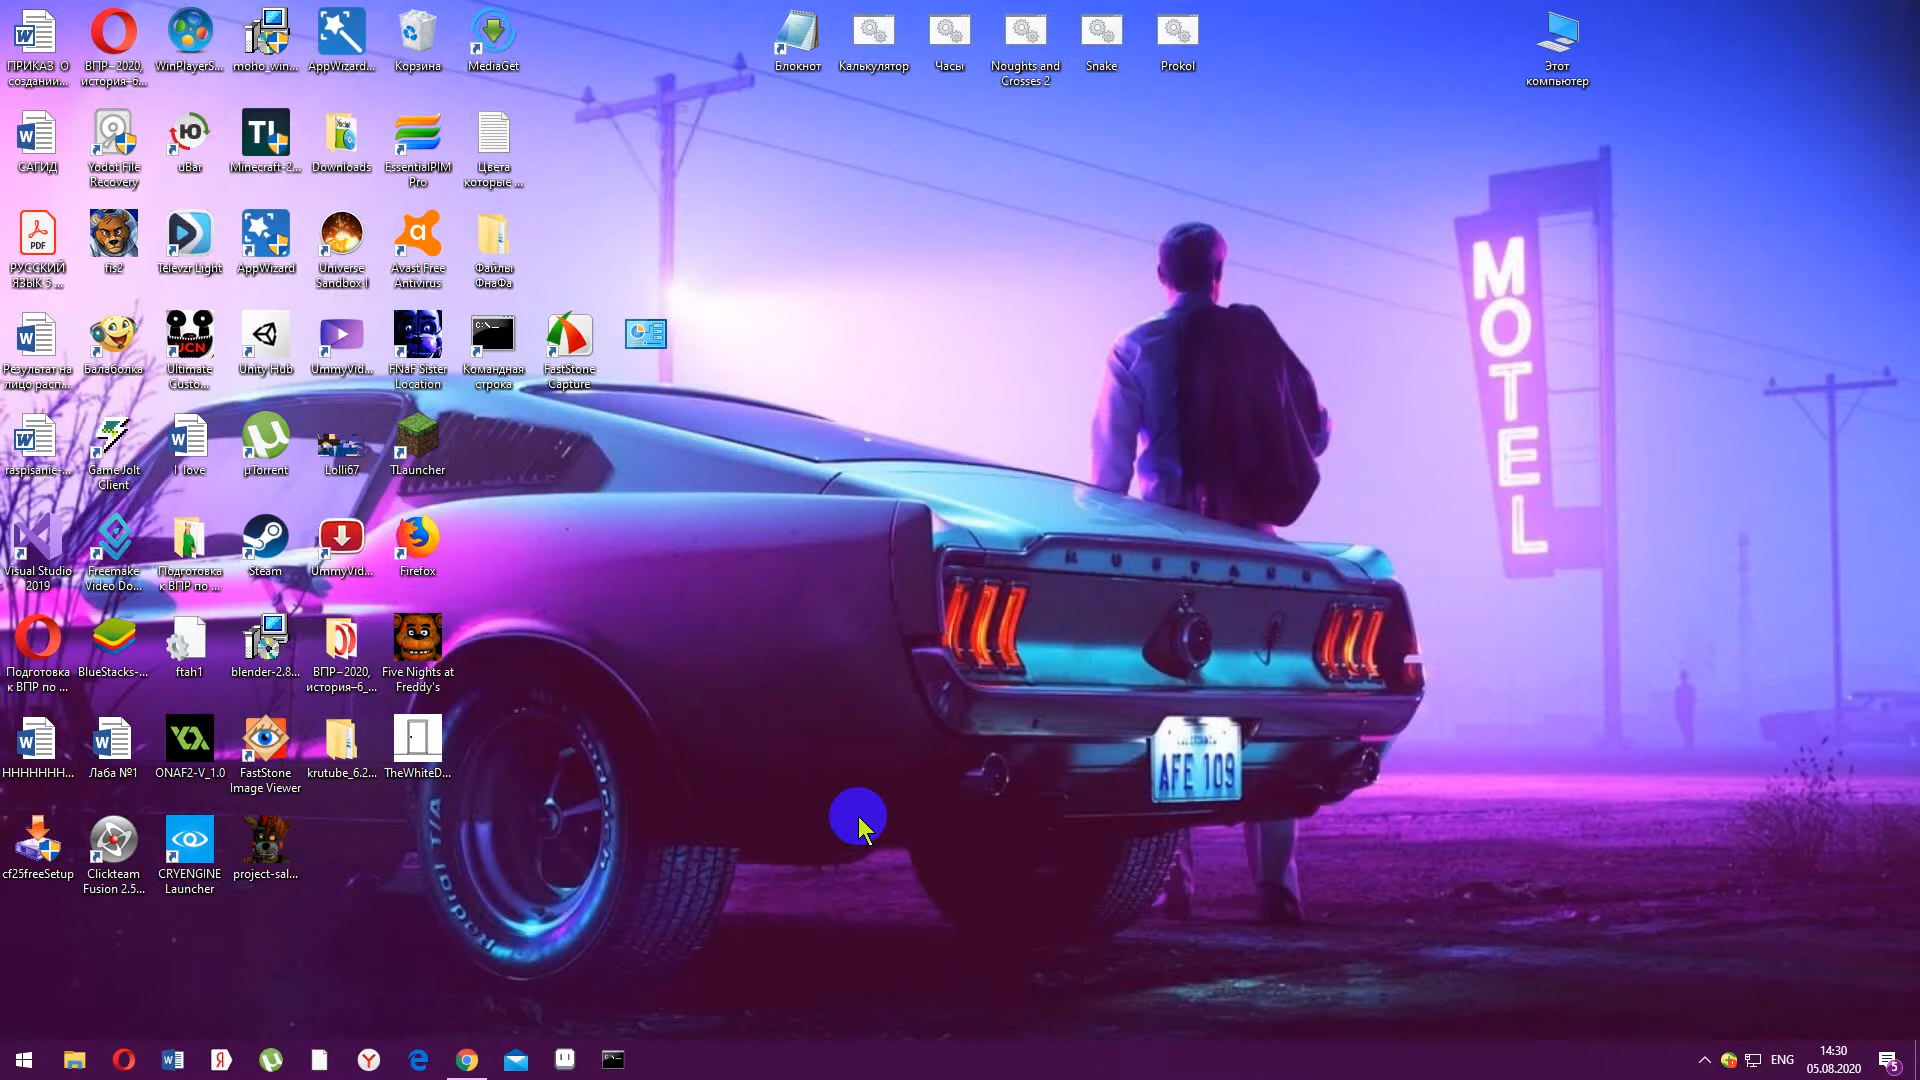 ПРИКАЗ О
создании...
ВПР–2020,
история–6...
WinPlayerS...
moho_win...
AppWizard...
Корзина
MediaGet
Блокнот
Калькулятор
Часы
Noughts and
Crosses 2
Snake
Prokol
Этот
компьютер
САГИД
Yodot File
Recovery
uBar
Minecraft-2...
Downloads
EssentialPIM
Pro
Цвета
которые ...
РУССКИЙ
ЯЗЫК 5 ...
fis2
Televzr Light
AppWizard
Universe
Sandbox I
Avast Free
Antivirus
Файлы
ФнаФа
Результат на
лицо расп...
Балаболка
Ultimate
Custo...
Unity Hub
UmmyVid...
FNaF Sister
Location
Командная
строка
FastStone
Capture
raspisanie-...
Game Jolt
Client
I love
µTorrent
Lolli67
TLauncher
Visual Studio
2019
Freemake
Video Do...
Подготовка
к ВПР по ...
Steam
UmmyVid...
Firefox
Подготовка
к ВПР по ...
BlueStacks-...
ftah1
blender-2.8...
ВПР–2020,
история–6_...
Five Nights at
Freddy's
HHHHHHH...
Лаба №1
ONAF2-V_1.0
FastStone
Image Viewer
krutube_6.2...
TheWhiteD...
cf25freeSetup
Clickteam
Fusion 2.5...
CRYENGINE
Launcher
project-sal...
MOTEL
MUSTANG
AFE 109
Radial T/A
ENG
14:30
05.08.2020
5